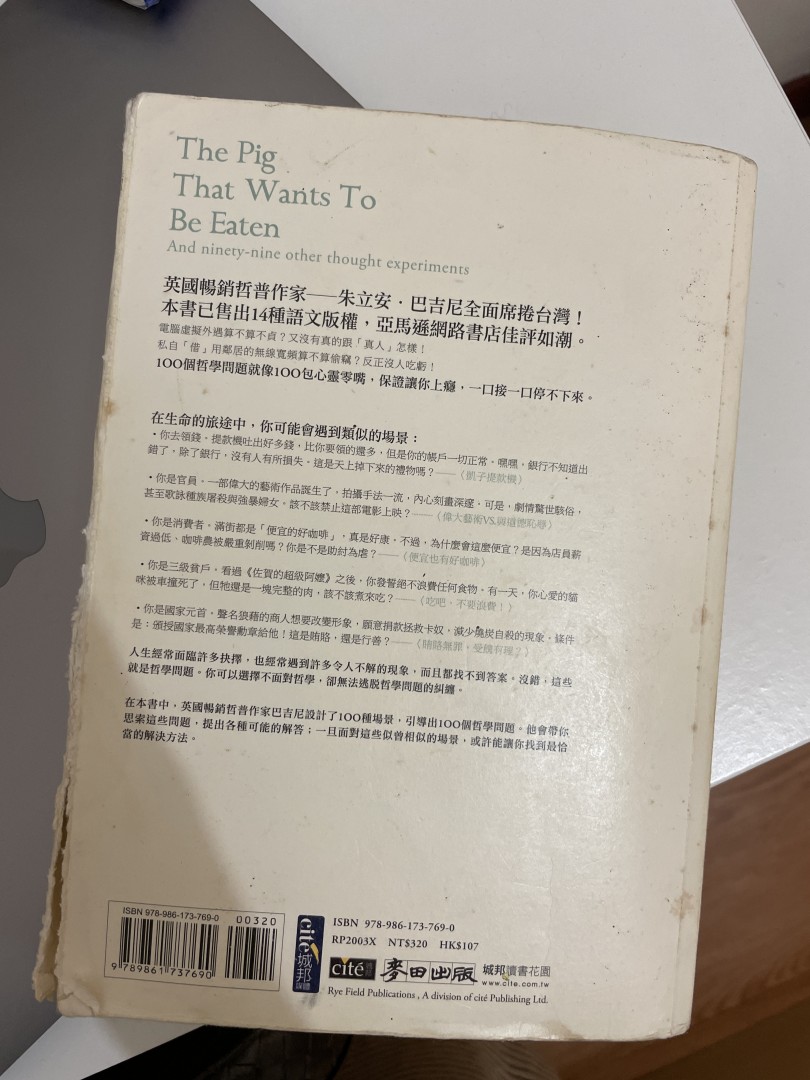 The Pig
That Wants To
Be Eaten
And ninety-nine other thought experiments
英國暢銷哲普作家——朱立安・巴吉尼全面席捲台灣！
本書已售出14種語文版權，亞馬遜網路書店佳評如潮。
電腦虛擬外遇算不算不貞？又沒有真的跟「真人」怎樣！
私自「借」用鄰居的無線寬頻算不算偷竊？反正沒人吃虧！
100個哲學問題就像100包心靈零嘴，保證讓你上癮，一口接一口停不下來。
在生命的旅途中，你可能會遇到類似的場景：
・你去領錢。提款機吐出好多錢，比你要領的還多，但是你的帳戶一切正常。嘿嘿，銀行不知道出
錯了。除了銀行，沒有人有所損失。這是天上掉下來的禮物嗎？——（凱子提款機）
・你是官員。一部偉大的藝術作品誕生了，拍攝手法一流，內心刻畫深邃。可是，劇情驚世駭俗，
甚至歌詠種族屠殺與強暴婦女。該不該禁止這部電影上映？——（偉大藝術VS.與道德恥辱）
・你是消費者。滿街都是「便宜的好咖啡」，真是好康。不過，為什麼會這麼便宜？是因為店員薪
資過低、咖啡農被嚴重剝削嗎？你是不是助紂為虐？——（便宜也有好咖啡）
・你是三級貧戶。看過《佐賀的超級阿嬤》之後，你發誓絕不浪費任何食物。有一天，你心愛的貓
咪被車撞死了，但牠還是一塊完整的肉，該不該煮來吃？——（吃吧，不要浪費！）
・你是國家元首。聲名狼藉的商人想要改變形象，願意捐款拯救卡奴，減少燒炭自殺的現象。條件
是：頒授國家最高榮譽勳章給他！這是賄賂，還是行善？——（賄賂無罪，受餽有理？）
人生經常面臨許多抉擇，也經常遇到許多令人不解的現象，而且都找不到答案。沒錯，這些
就是哲學問題。你可以選擇不面對哲學，卻無法逃脫哲學問題的糾纏。
在本書中，英國暢銷哲普作家巴吉尼設計了100種場景，引導出100個哲學問題。他會帶你
思索這些問題，提出各種可能的解答；一旦面對這些似曾相似的場景，或許能讓你找到最恰
當的解決方法。
ISBN 978-986-173-769-0
00320
9 789861 737690
cité
城邦
媒體
ISBN 978-986-173-769-0
RP2003X NT$320 HK$107
cité 麥田出版 城邦讀書花園
www.cite.com.tw
Rye Field Publications , A division of cité Publishing Ltd.